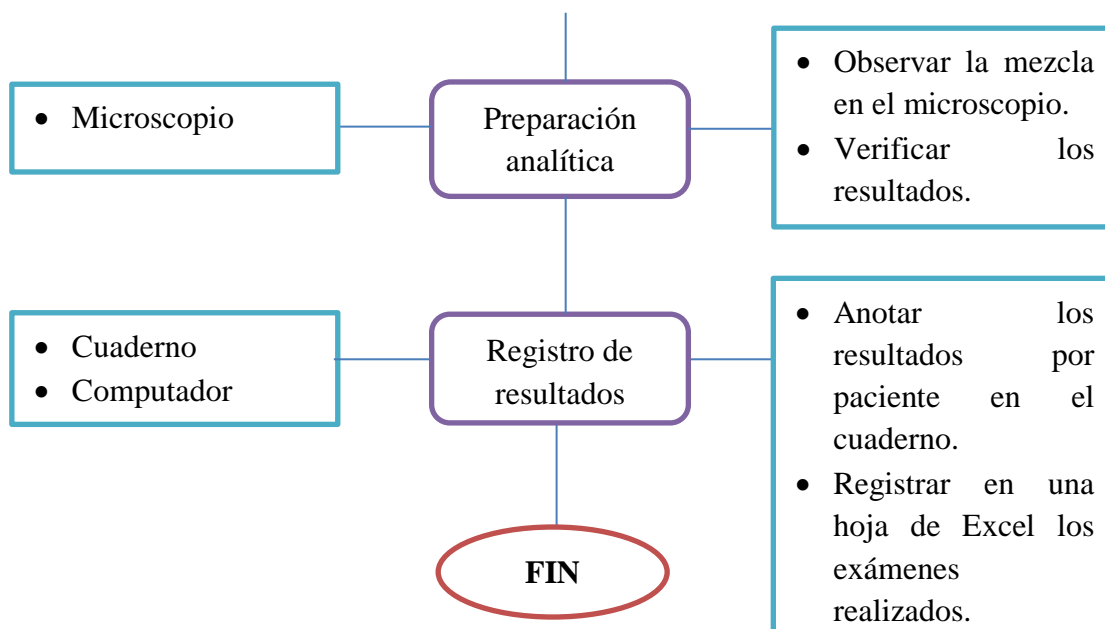 • Microscopio
Preparación
analítica
• Observar la mezcla
en el microscopio.
• Verificar los
resultados.
• Cuaderno
• Computador
Registro de
resultados
• Anotar los
resultados por
paciente en el
cuaderno.
• Registrar en una
hoja de Excel los
exámenes
realizados.
FIN